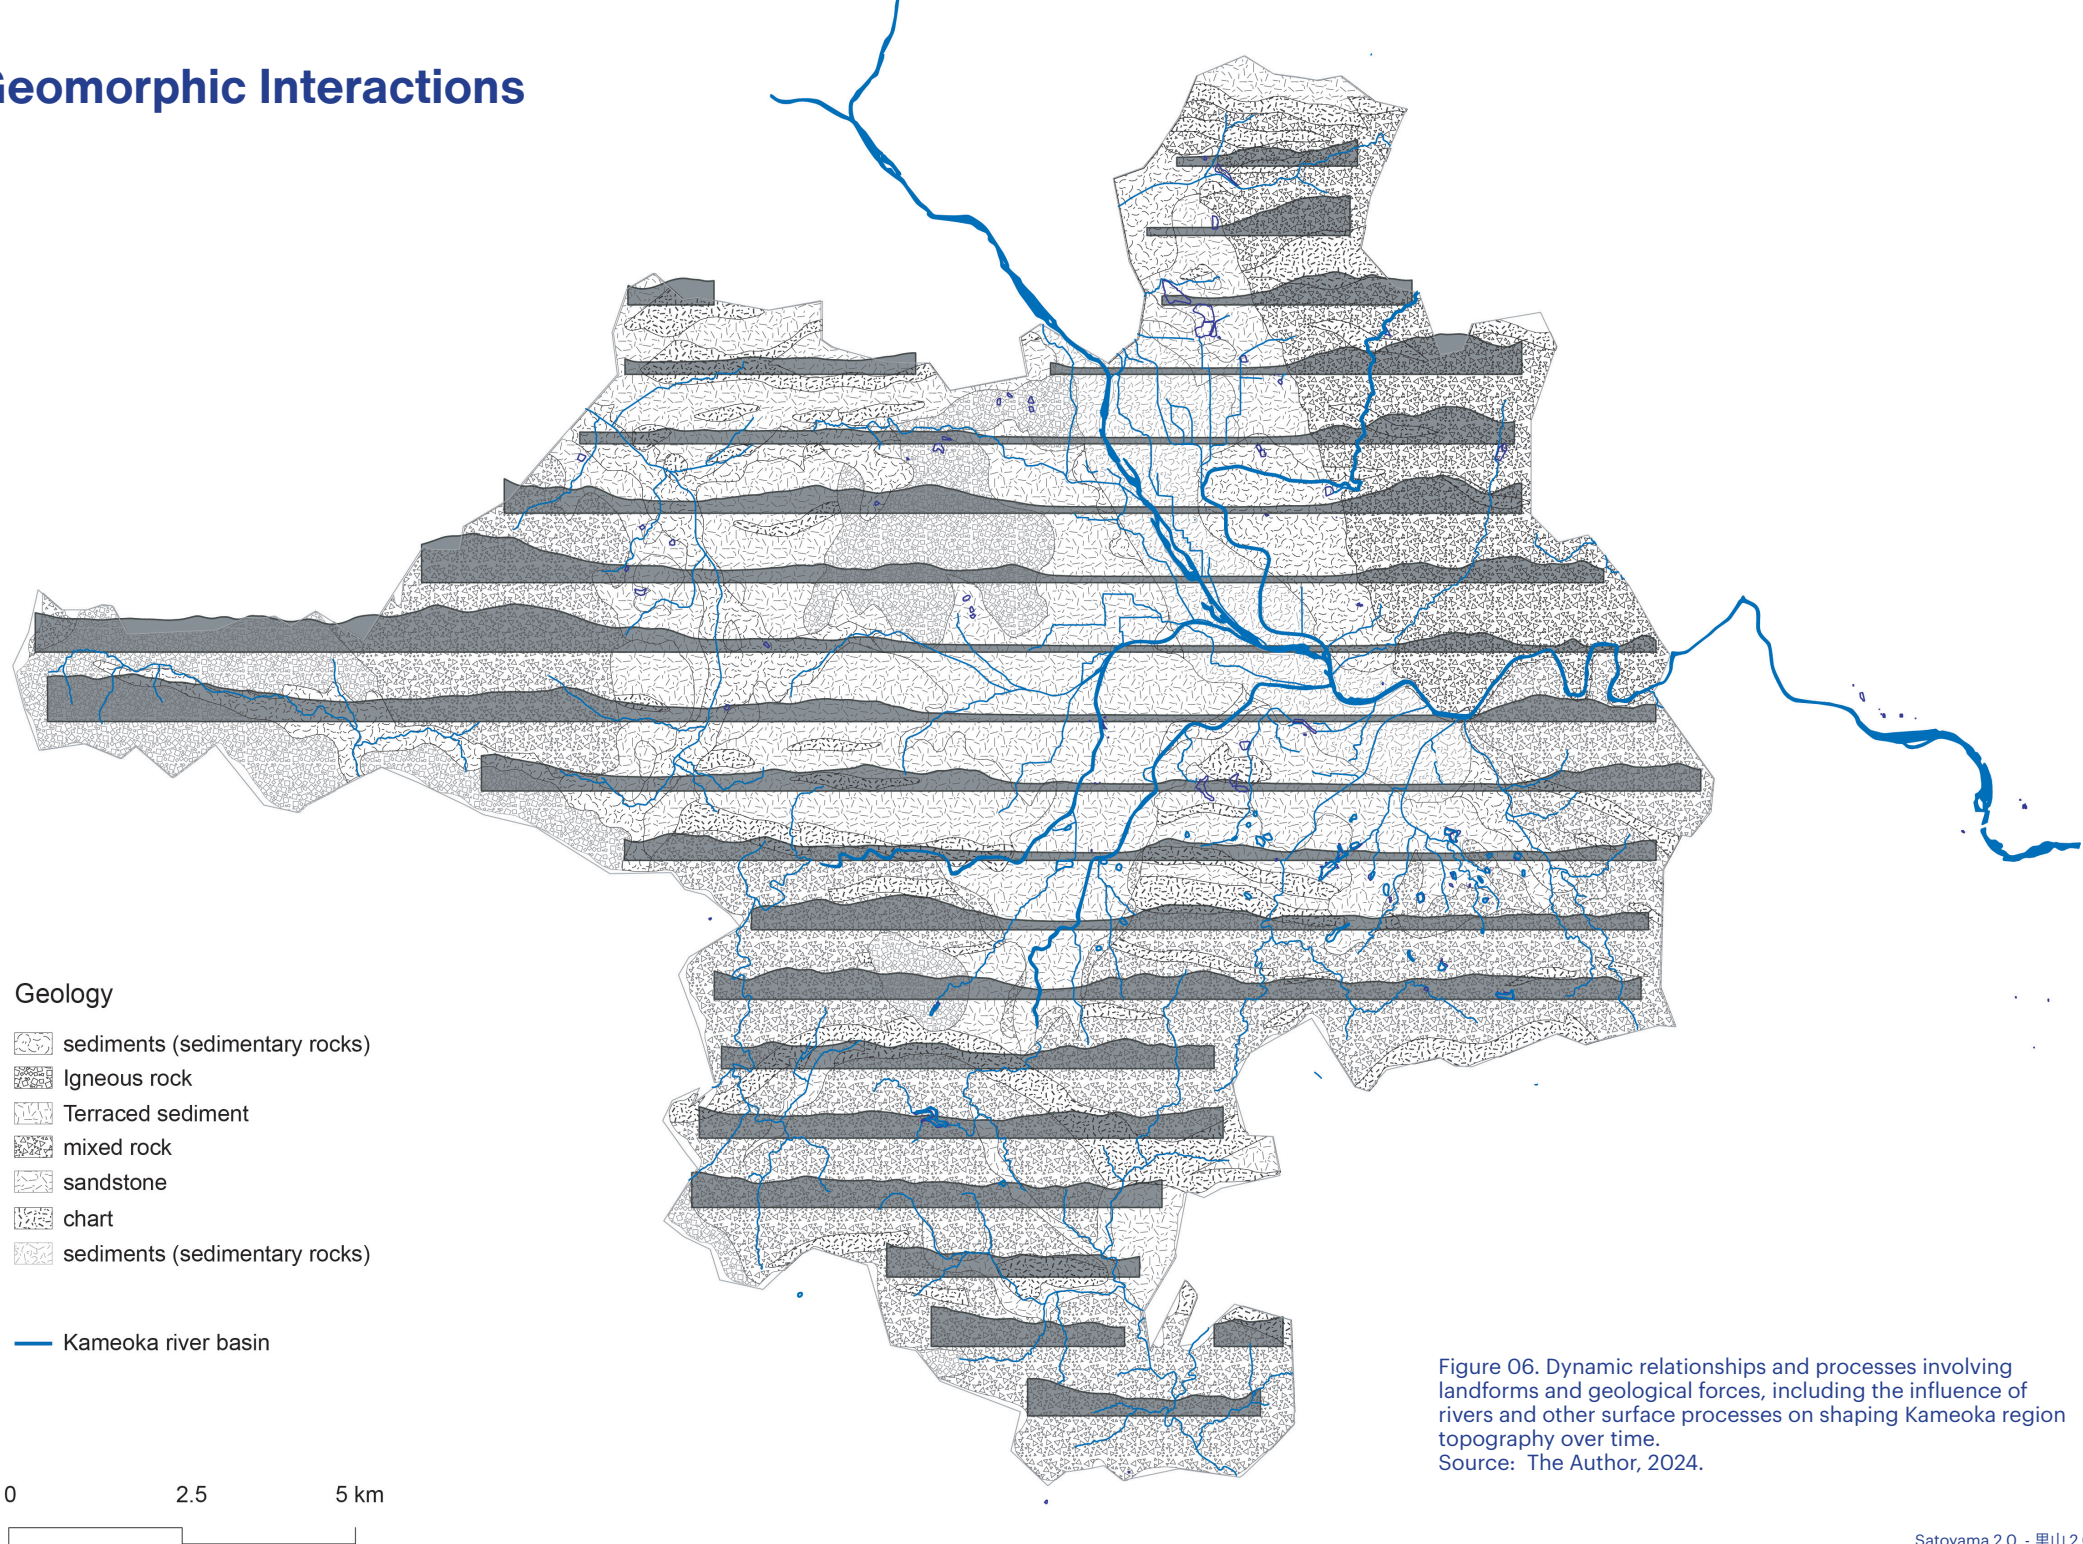 Geomorphic Interactions
Geology
sediments (sedimentary rocks)
Igneous rock
Terraced sediment
mixed rock
sandstone
chart
sediments (sedimentary rocks)
Kameoka river basin
0 2.5 5 km
Figure 06. Dynamic relationships and processes involving
landforms and geological forces, including the influence of
rivers and other surface processes on shaping Kameoka region
topography over time.
Source: The Author, 2024.
Satoyama 2.0 - 里山 2